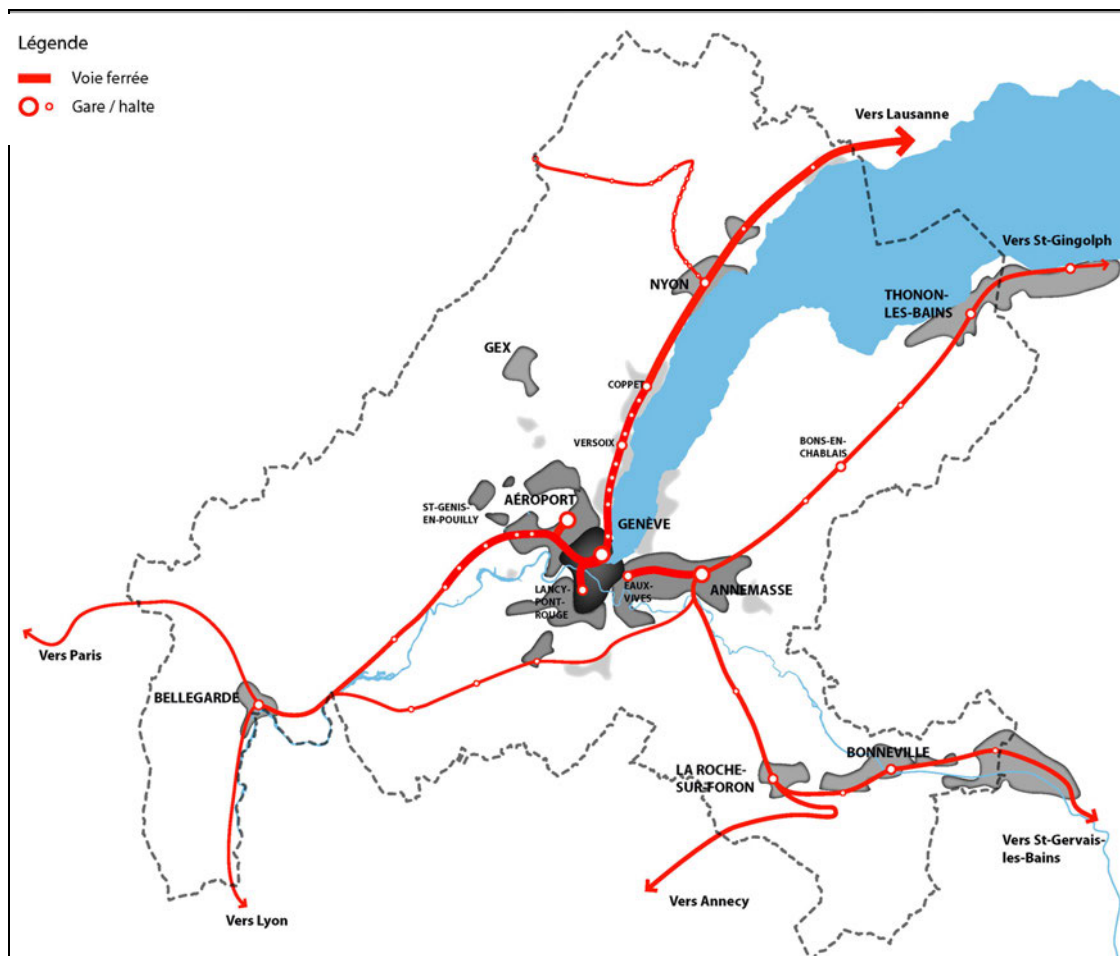 Légende
Voie ferrée
Gare / halte
Vers Lausanne
Vers St-Gingolph
NYON
THONON-
LES-BAINS
GEX
COPPET
VERSOIX
BONS-EN-
CHABLAIS
AÉROPORT
ST-GENIS-
EN-POUILLY
GENÈVE
LANCY-
PONT-
ROUGE
EAUX-
VIVES
ANNEMASSE
Vers Paris
BELLEGARDE
BONNEVILLE
LA ROCHE-
SUR-FORON
Vers St-Gervais-
les-Bains
Vers Annecy
Vers Lyon